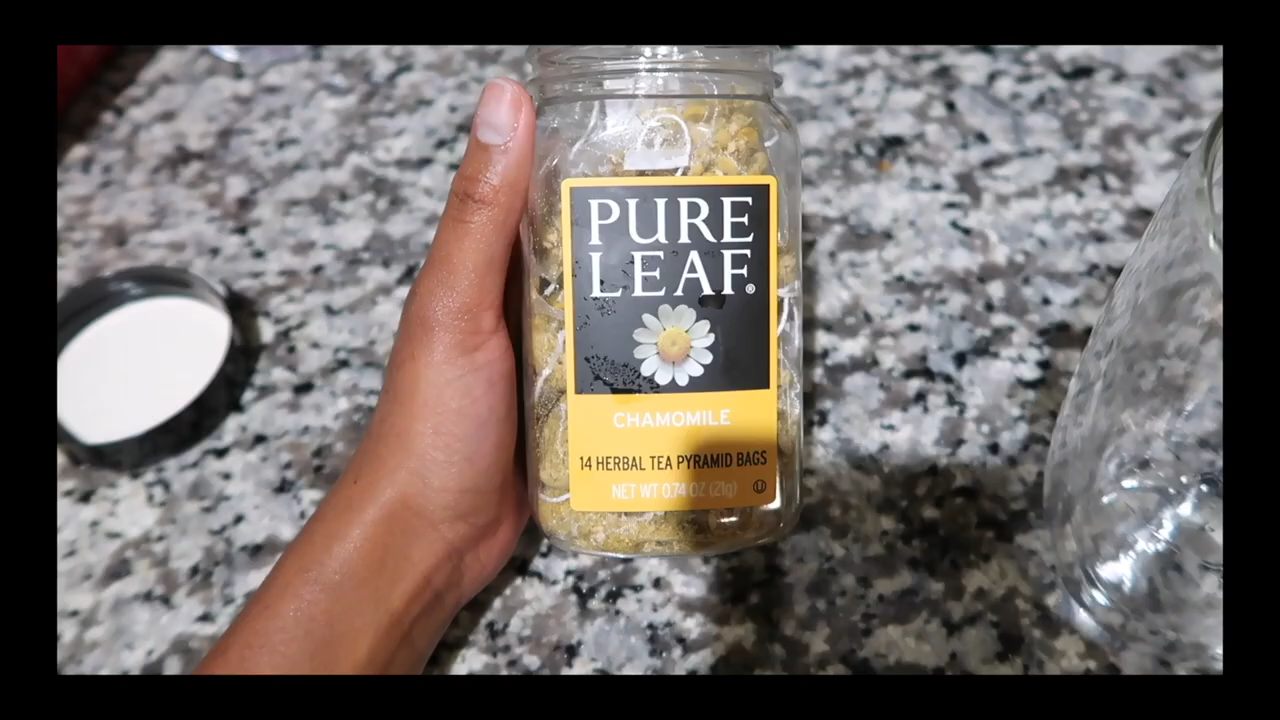 PURE
LEAF®
CHAMOMILE
14 HERBAL TEA PYRAMID BAGS
NET WT 0.74 OZ (21g) Ⓤ